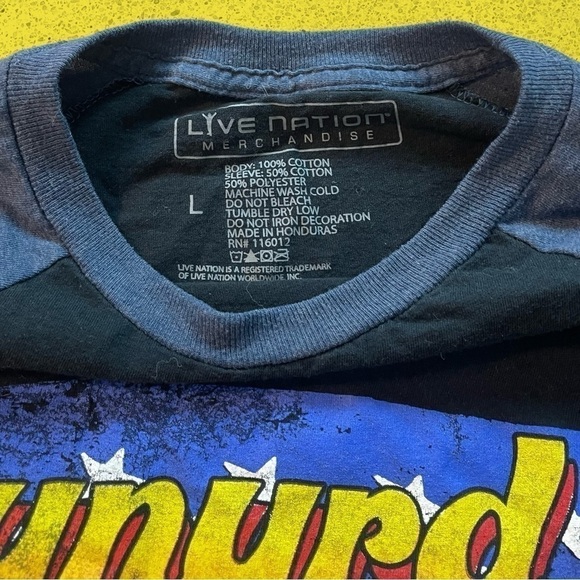 LIVE NATION
MERCHANDISE
L
BODY: 100% COTTON
SLEEVE: 50% COTTON
50% POLYESTER
MACHINE WASH COLD
DO NOT BLEACH
TUMBLE DRY LOW
DO NOT IRON DECORATION
MADE IN HONDURAS
RN# 116012
LIVE NATION IS A REGISTERED TRADEMARK
OF LIVE NATION WORLDWIDE, INC.
ynyrd